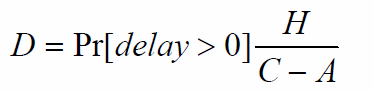 D = Pr[delay > 0] H / (C − A)